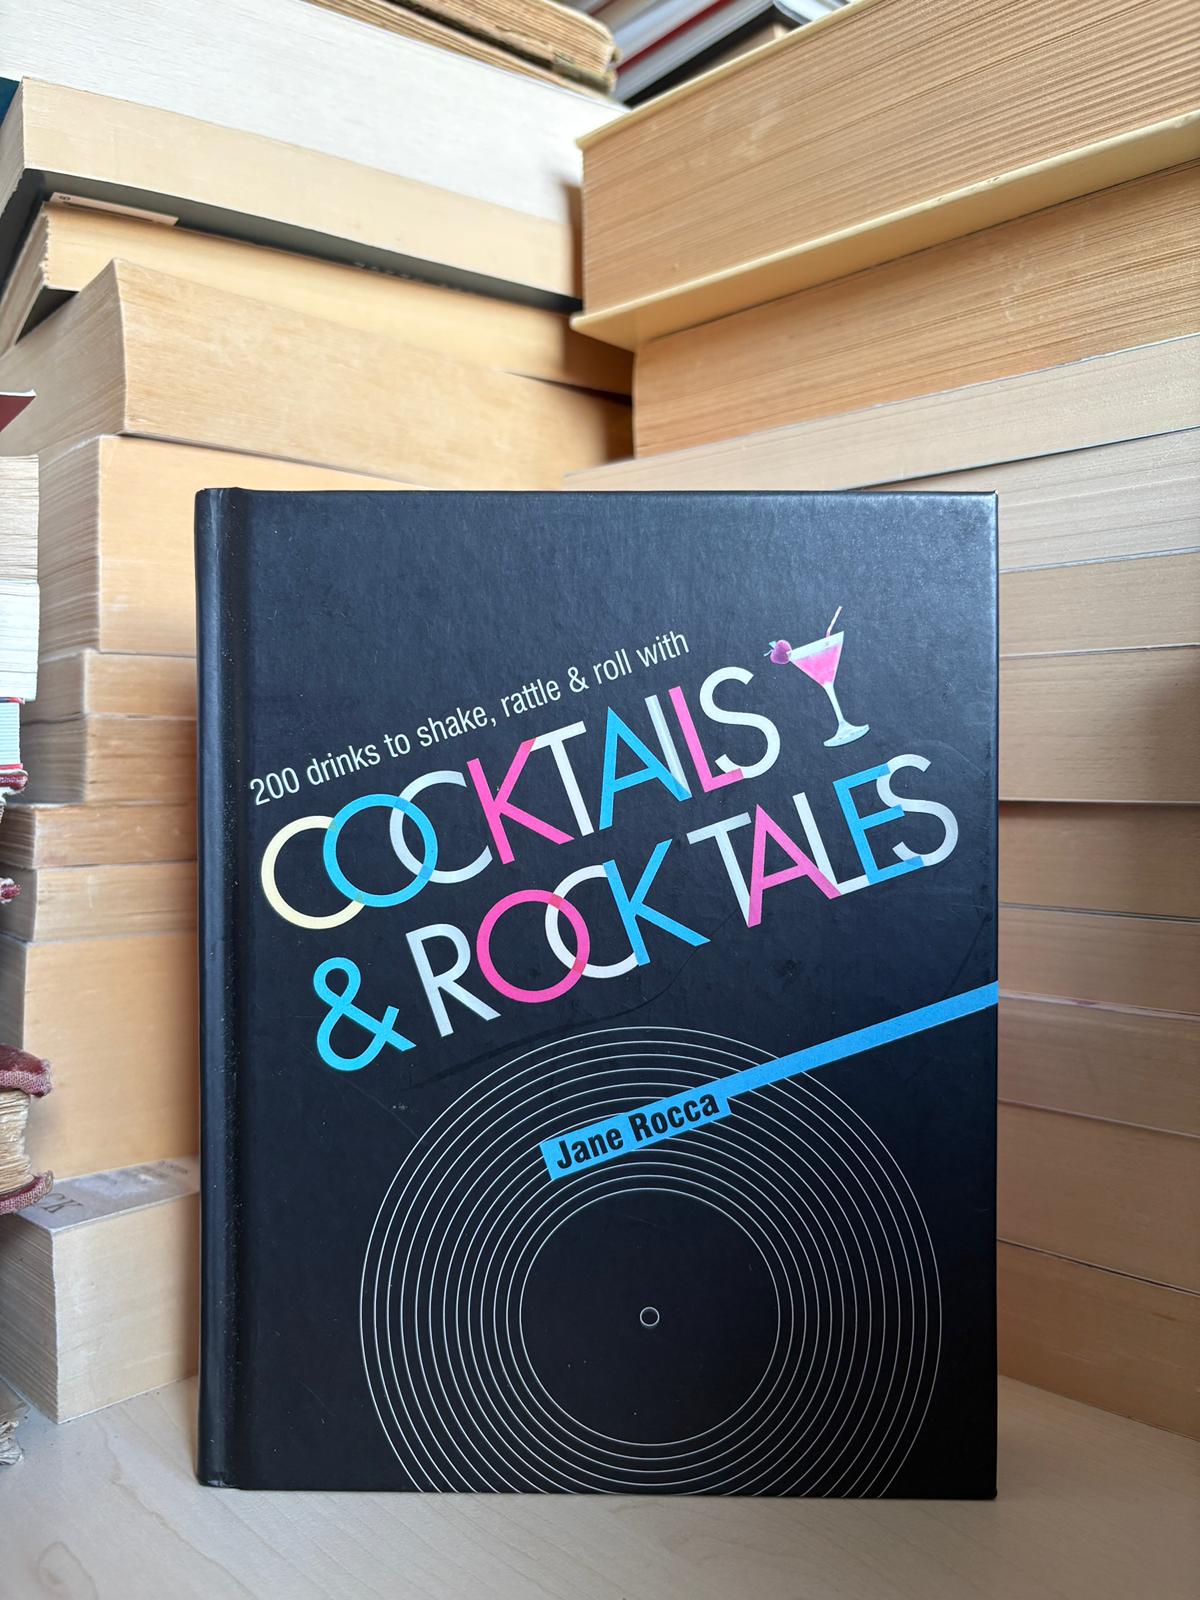 200 drinks to shake, rattle & roll with
COCKTAILS
& ROCK TALES
Jane Rocca